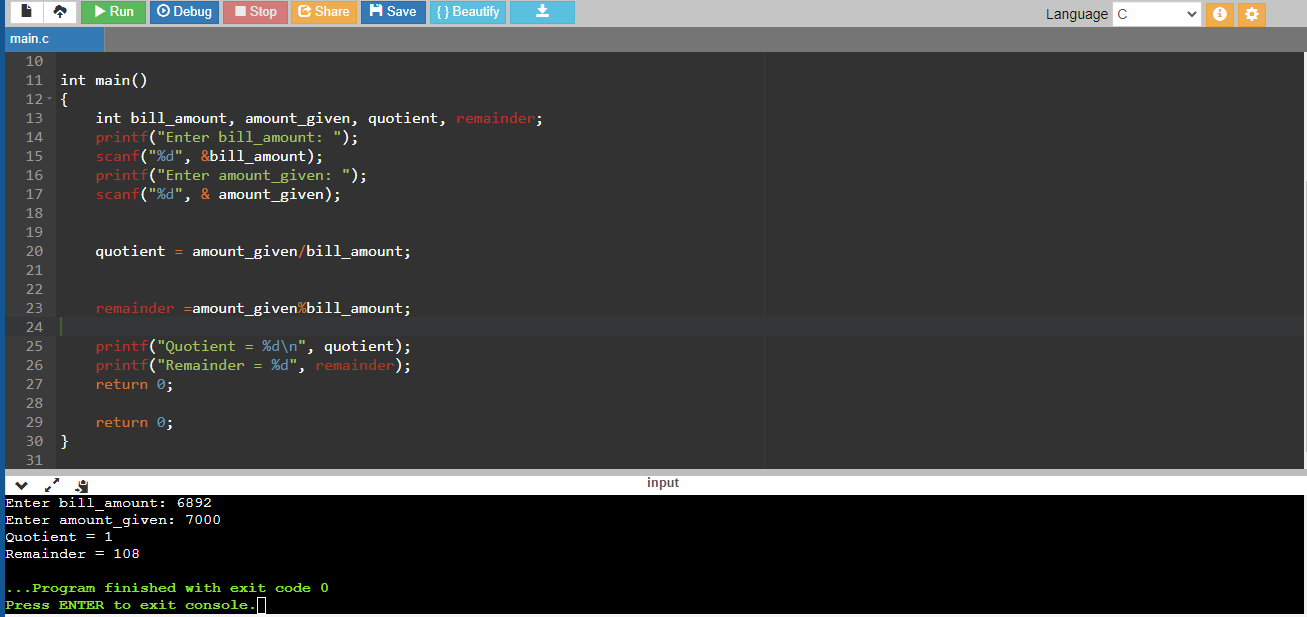 Run Debug Stop Share Save { } Beautify Language C
main.c
10
11 int main()
12 {
13 int bill_amount, amount_given, quotient, remainder;
14 printf("Enter bill_amount: ");
15 scanf("%d", &bill_amount);
16 printf("Enter amount_given: ");
17 scanf("%d", & amount_given);
18
19
20 quotient = amount_given/bill_amount;
21
22
23 remainder =amount_given%bill_amount;
24
25 printf("Quotient = %d\n", quotient);
26 printf("Remainder = %d", remainder);
27 return 0;
28
29 return 0;
30 }
31
input
Enter bill_amount: 6892
Enter amount_given: 7000
Quotient = 1
Remainder = 108
...Program finished with exit code 0
Press ENTER to exit console.